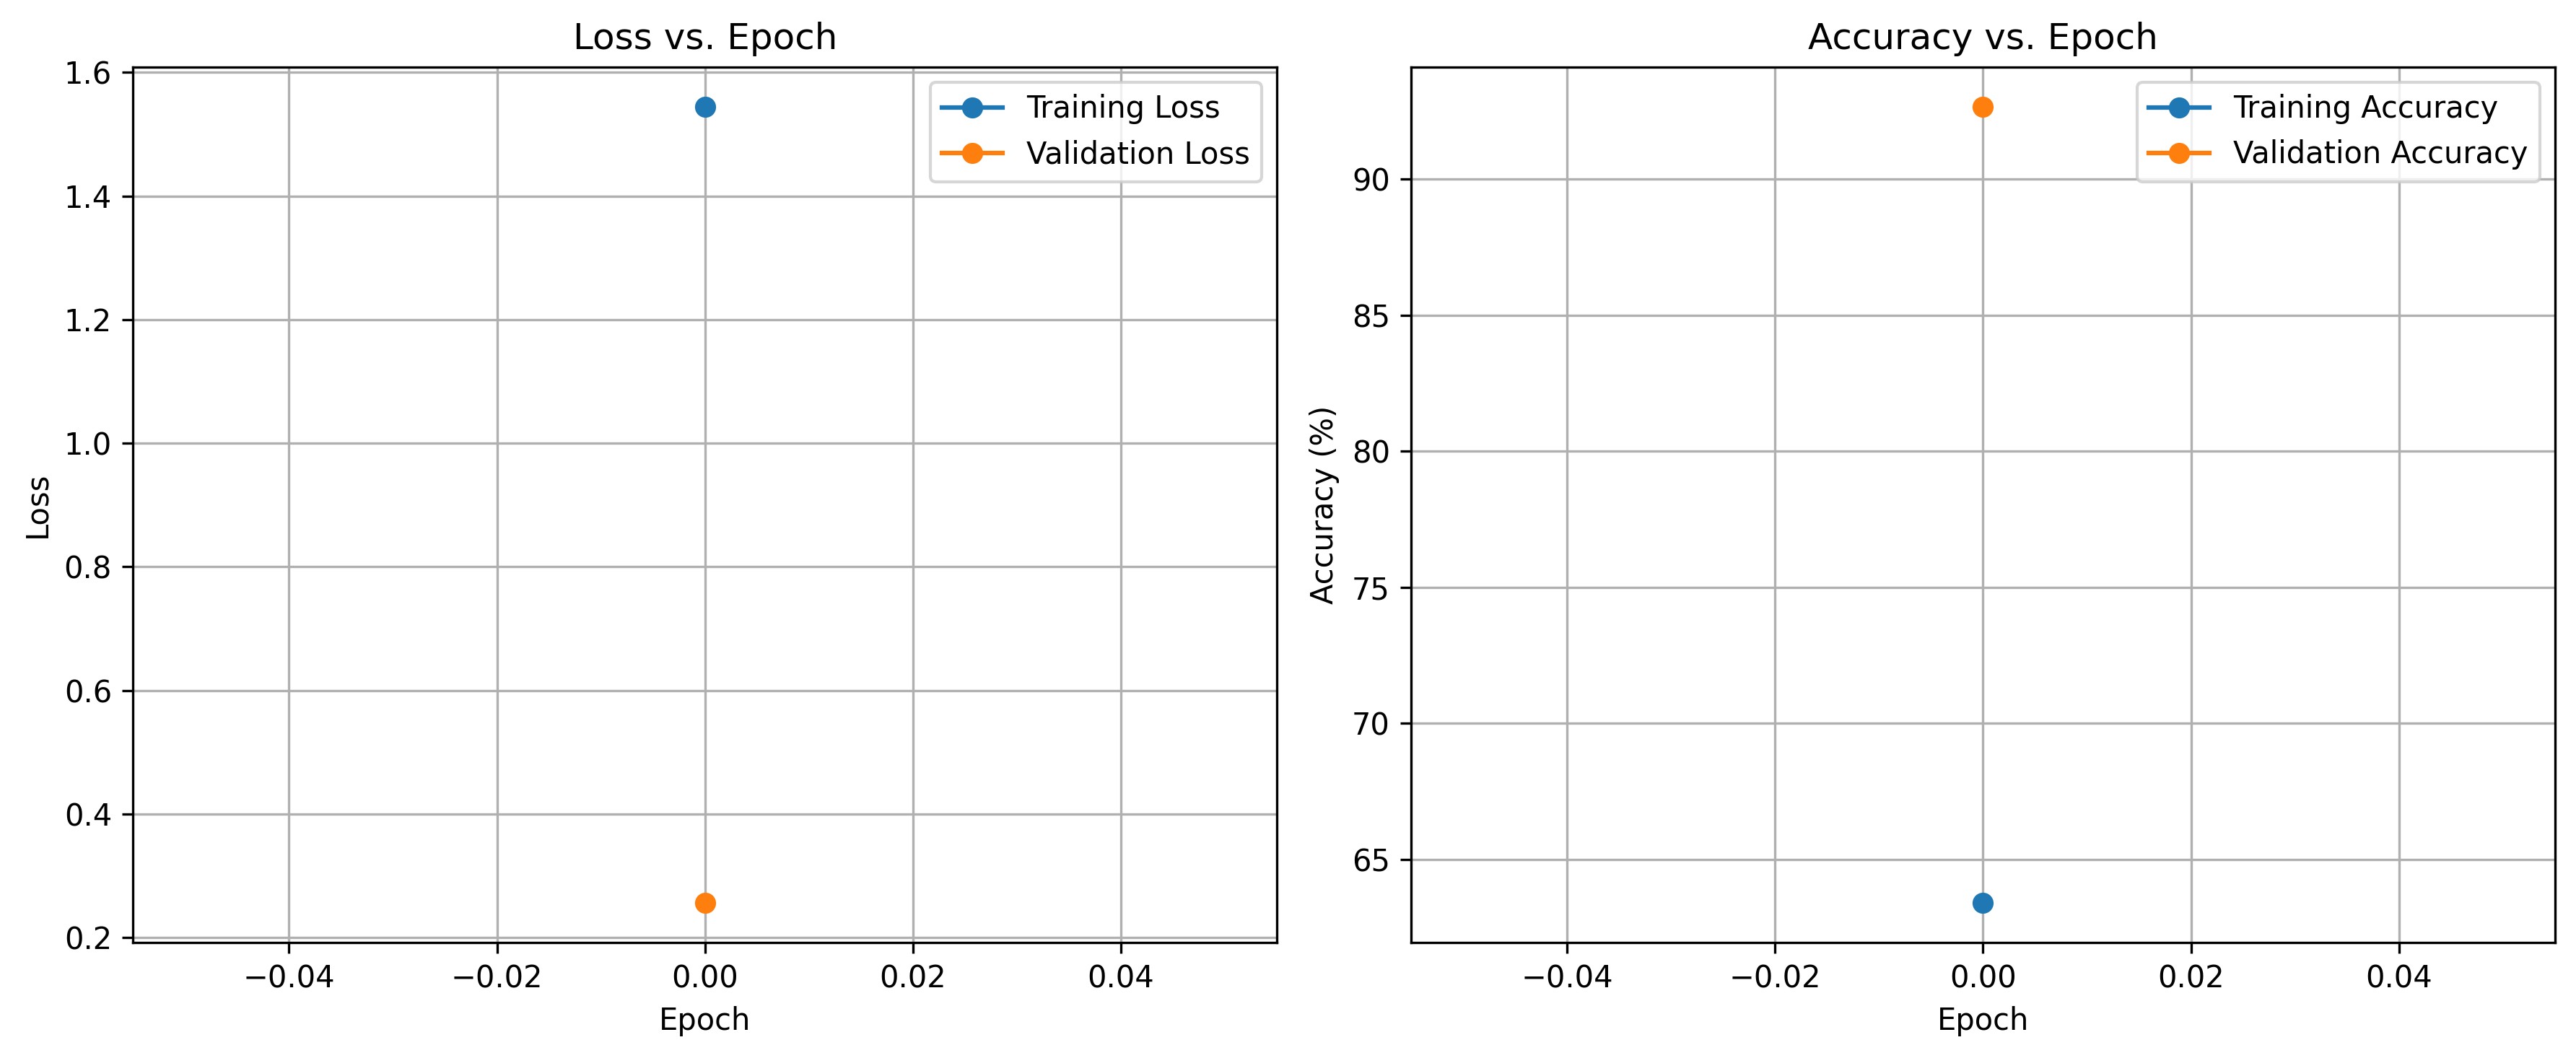 Loss vs. Epoch
1.6
1.4
1.2
1.0
0.8
0.6
0.4
0.2
Loss
−0.04 −0.02 0.00 0.02 0.04
Epoch
Training Loss
Validation Loss
Accuracy vs. Epoch
90
85
80
75
70
65
Accuracy (%)
−0.04 −0.02 0.00 0.02 0.04
Epoch
Training Accuracy
Validation Accuracy